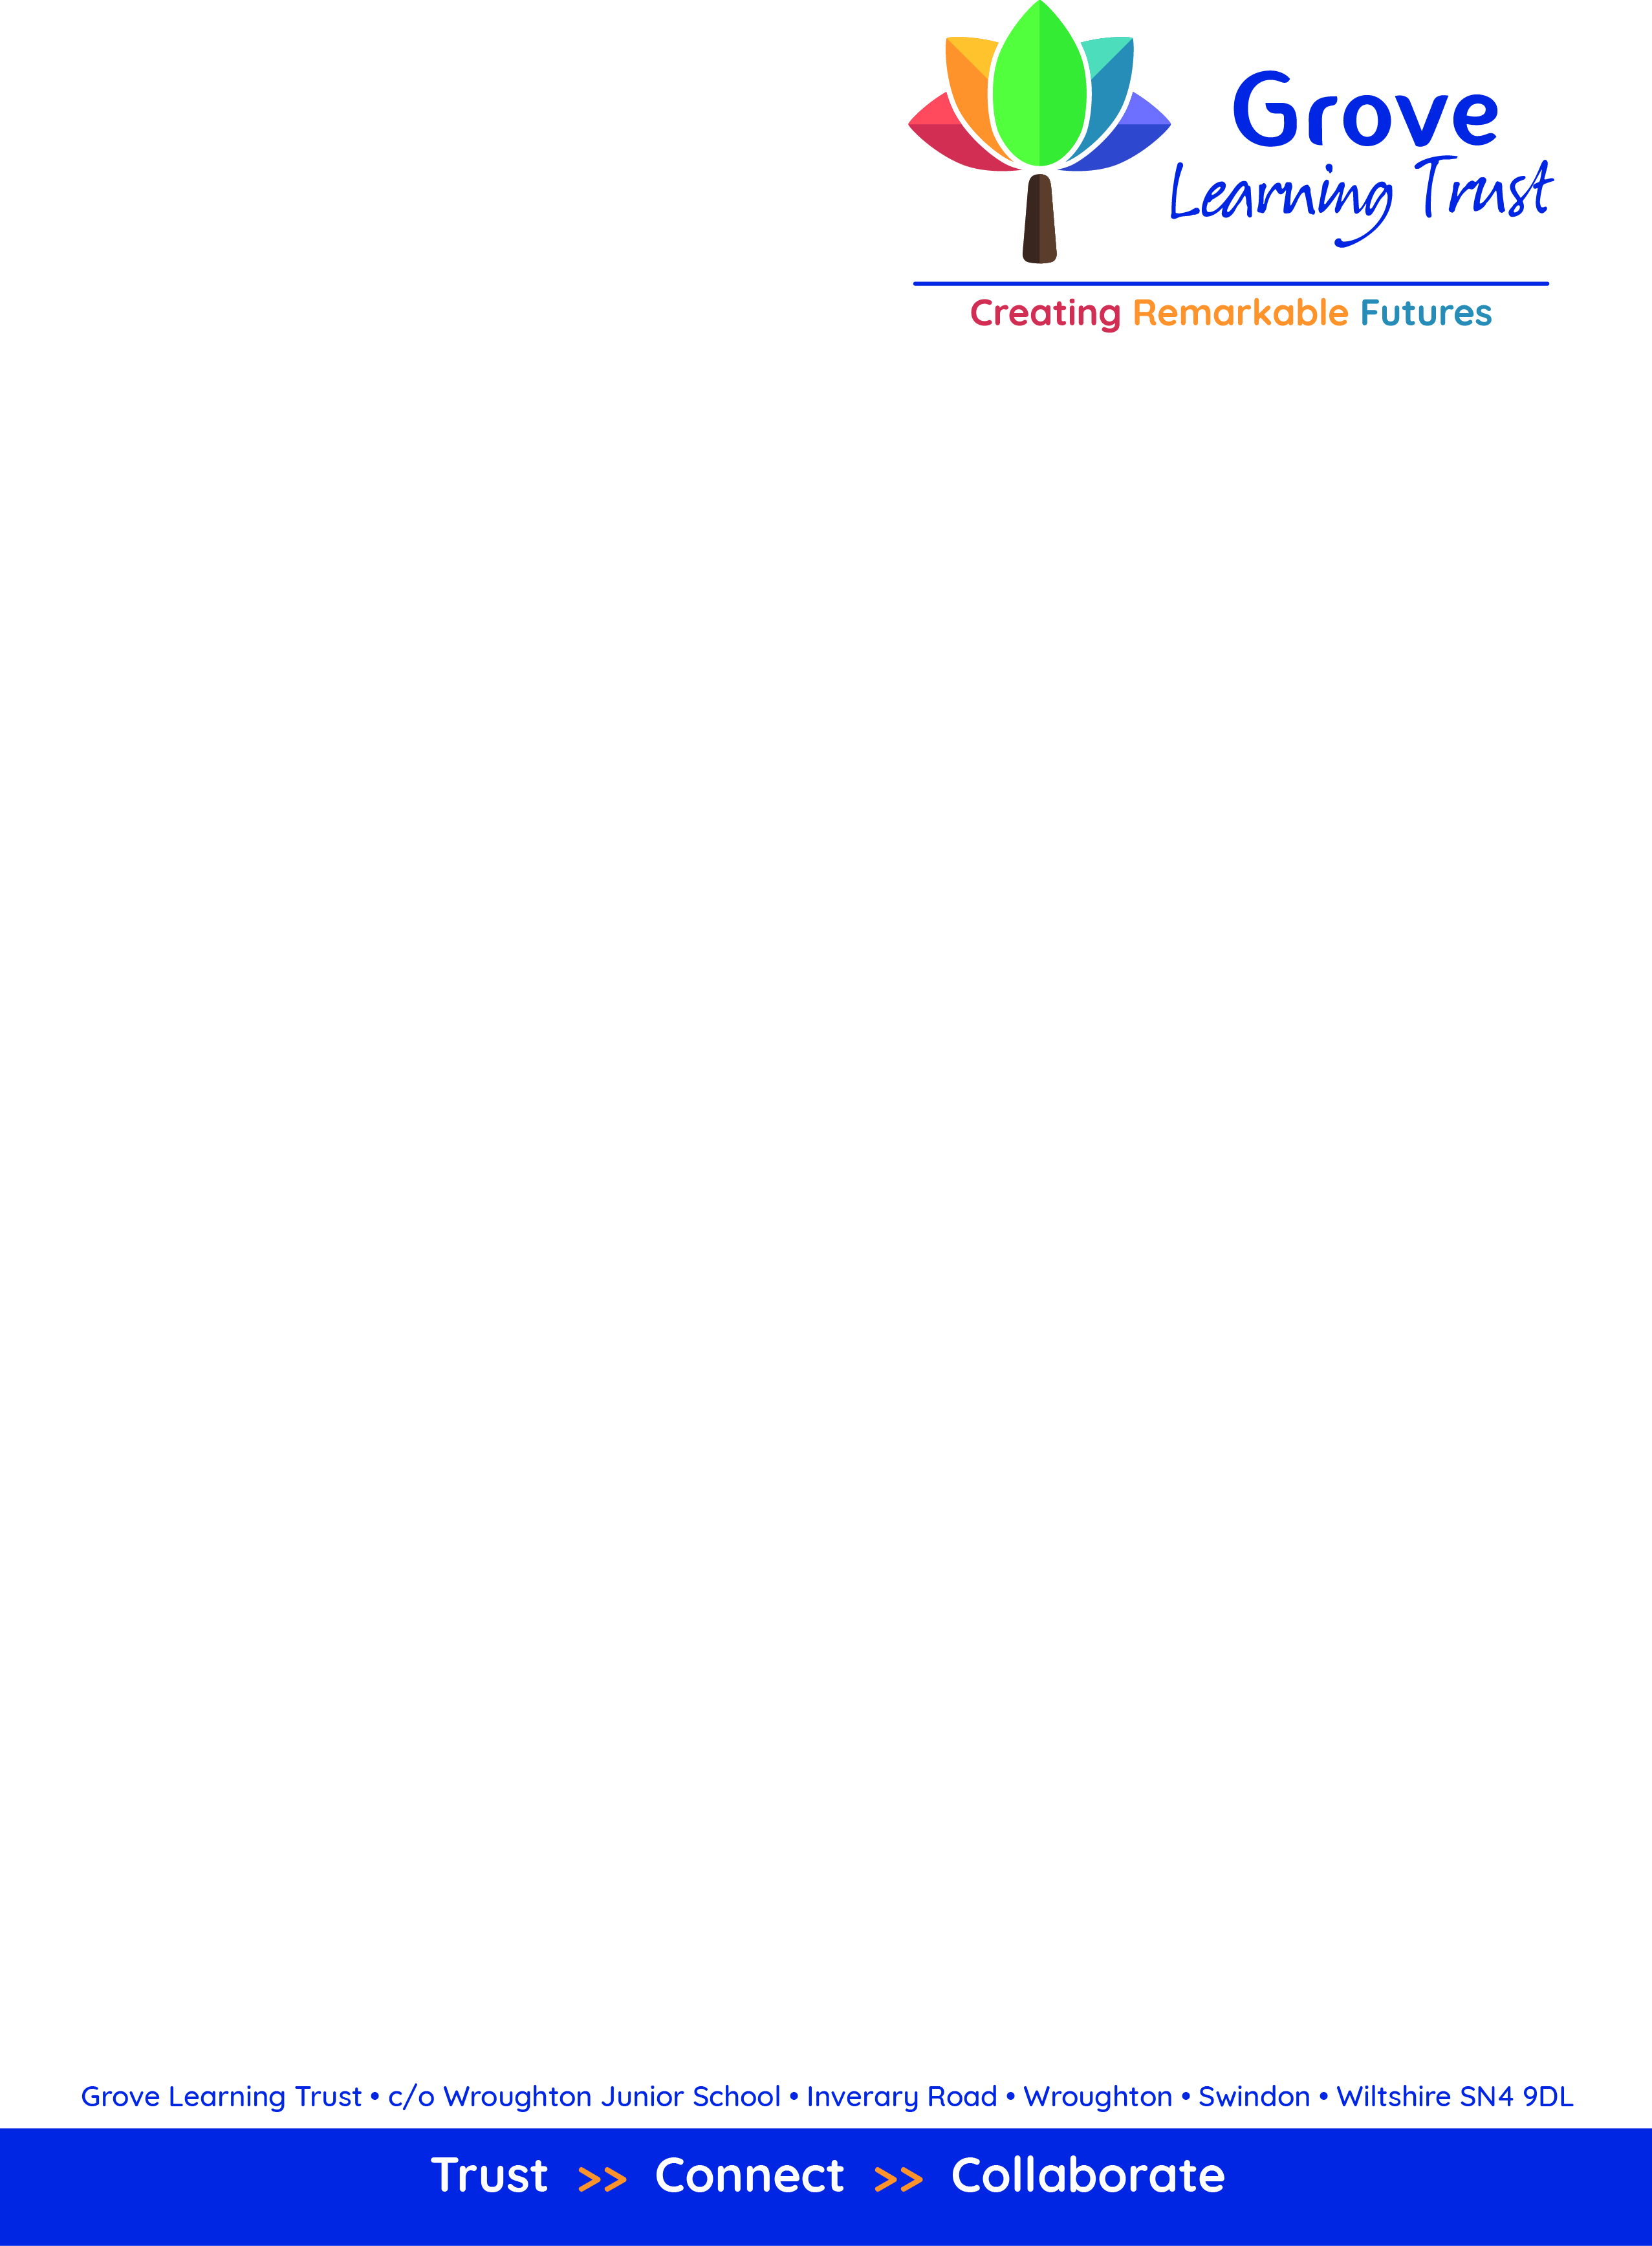 Grove
Learning Trust
Creating Remarkable Futures
Grove Learning Trust • c/o Wroughton Junior School • Inverary Road • Wroughton • Swindon • Wiltshire SN4 9DL
Trust >> Connect >> Collaborate